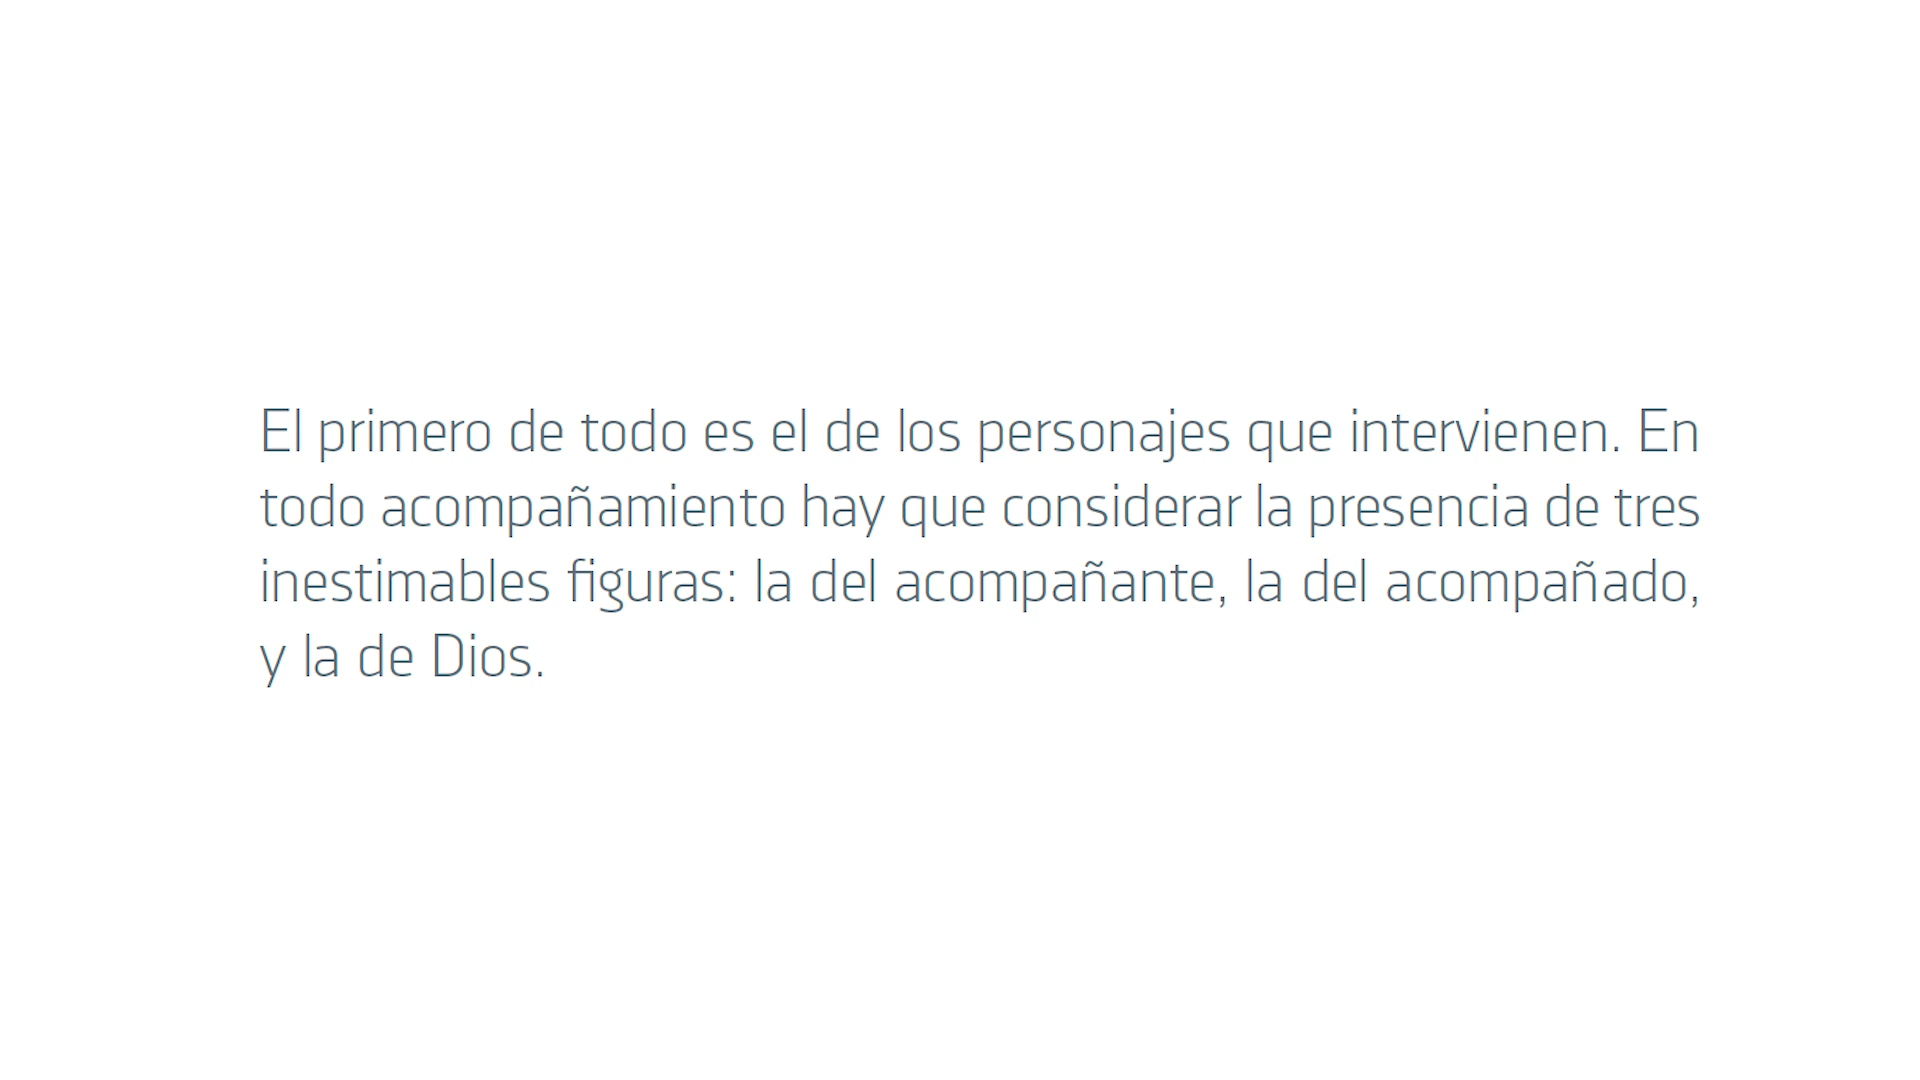 El primero de todo es el de los personajes que intervienen. En
todo acompañamiento hay que considerar la presencia de tres
inestimables figuras: la del acompañante, la del acompañado,
y la de Dios.